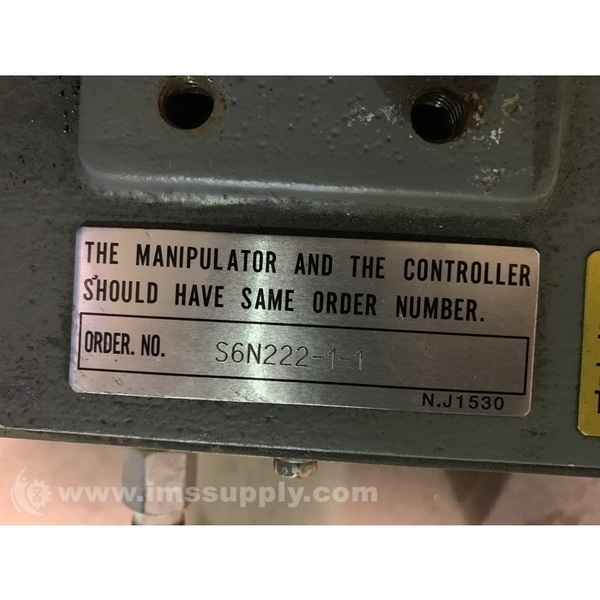 THE MANIPULATOR AND THE CONTROLLER
SHOULD HAVE SAME ORDER NUMBER.
ORDER. NO. S6N222-1-1
N.J1530
www.imssupply.com